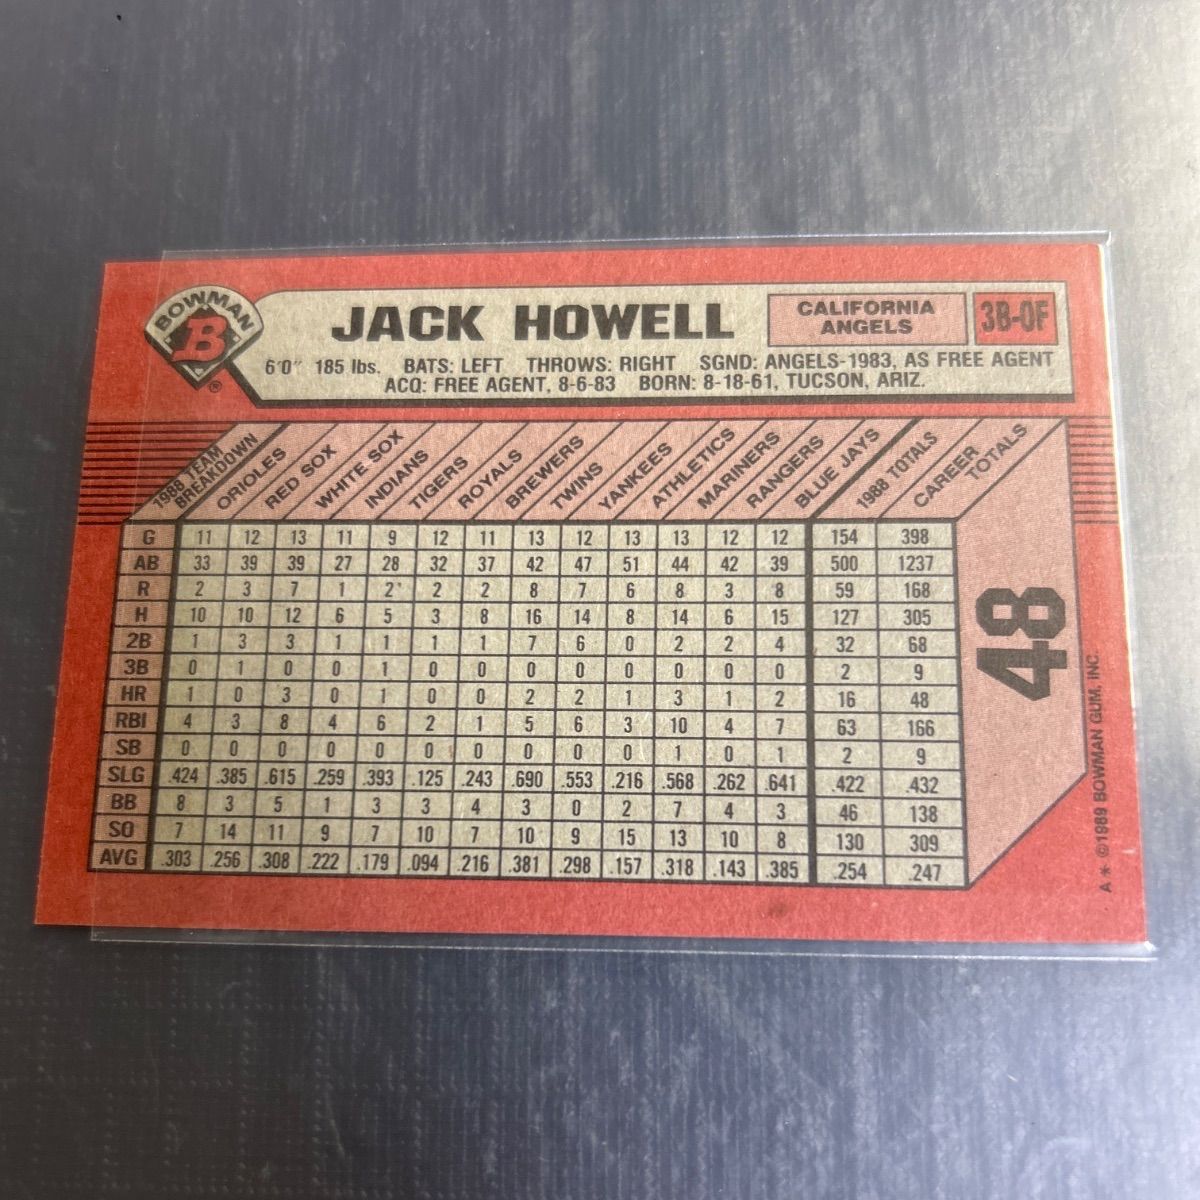 BOWMAN
B
®
JACK HOWELL
CALIFORNIA
ANGELS
3B-OF
6'0" 185 lbs. BATS: LEFT THROWS: RIGHT SGND: ANGELS-1983, AS FREE AGENT
ACQ: FREE AGENT, 8-6-83 BORN: 8-18-61, TUCSON, ARIZ.
1988 TEAM BREAKDOWN ORIOLES RED SOX WHITE SOX INDIANS TIGERS ROYALS BREWERS TWINS YANKEES ATHLETICS MARINERS RANGERS BLUE JAYS 1988 TOTALS CAREER TOTALS
G 11 12 13 11 9 12 11 13 12 13 13 12 12 154 398
AB 33 39 39 27 28 32 37 42 47 51 44 42 39 500 1237
R 2 3 7 1 2 2 2 8 7 6 8 3 8 59 168
H 10 10 12 6 5 3 8 16 14 8 14 6 15 127 305
2B 1 3 3 1 1 1 1 7 6 0 2 2 4 32 68
3B 0 1 0 0 1 0 0 0 0 0 0 0 0 2 9
HR 1 0 3 0 1 0 0 2 2 1 3 1 2 16 48
RBI 4 3 8 4 6 2 1 5 6 3 10 4 7 63 166
SB 0 0 0 0 0 0 0 0 0 0 1 0 1 2 9
SLG .424 .385 .615 .259 .393 .125 .243 .690 .553 .216 .568 .262 .641 .422 .432
BB 8 3 5 1 3 3 4 3 0 2 7 4 3 46 138
SO 7 14 11 9 7 10 7 10 9 15 13 10 8 130 309
AVG .303 .256 .308 .222 .179 .094 .216 .381 .298 .157 .318 .143 .385 .254 .247
48
A * ©1989 BOWMAN GUM, INC.